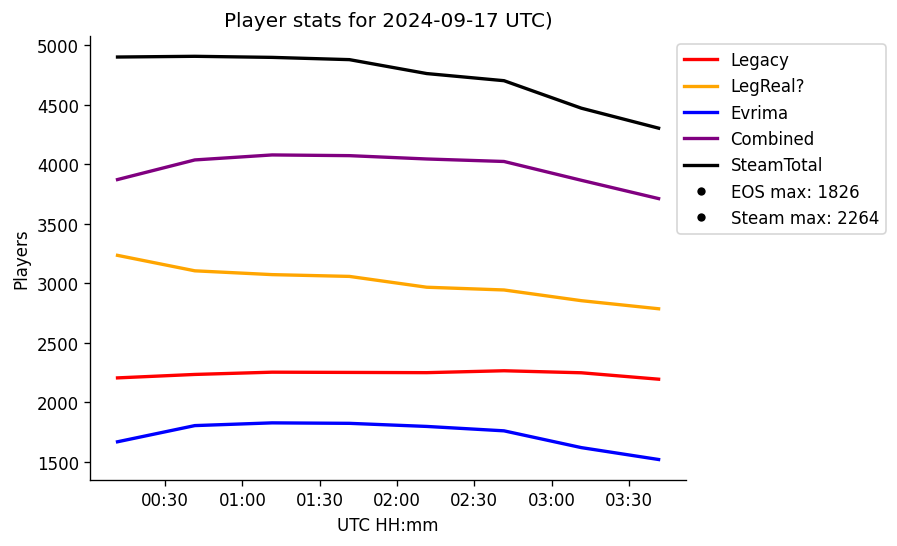 Player stats for 2024-09-17 UTC)
Players
5000
4500
4000
3500
3000
2500
2000
1500
00:30 01:00 01:30 02:00 02:30 03:00 03:30
UTC HH:mm
Legacy
LegReal?
Evrima
Combined
SteamTotal
EOS max: 1826
Steam max: 2264